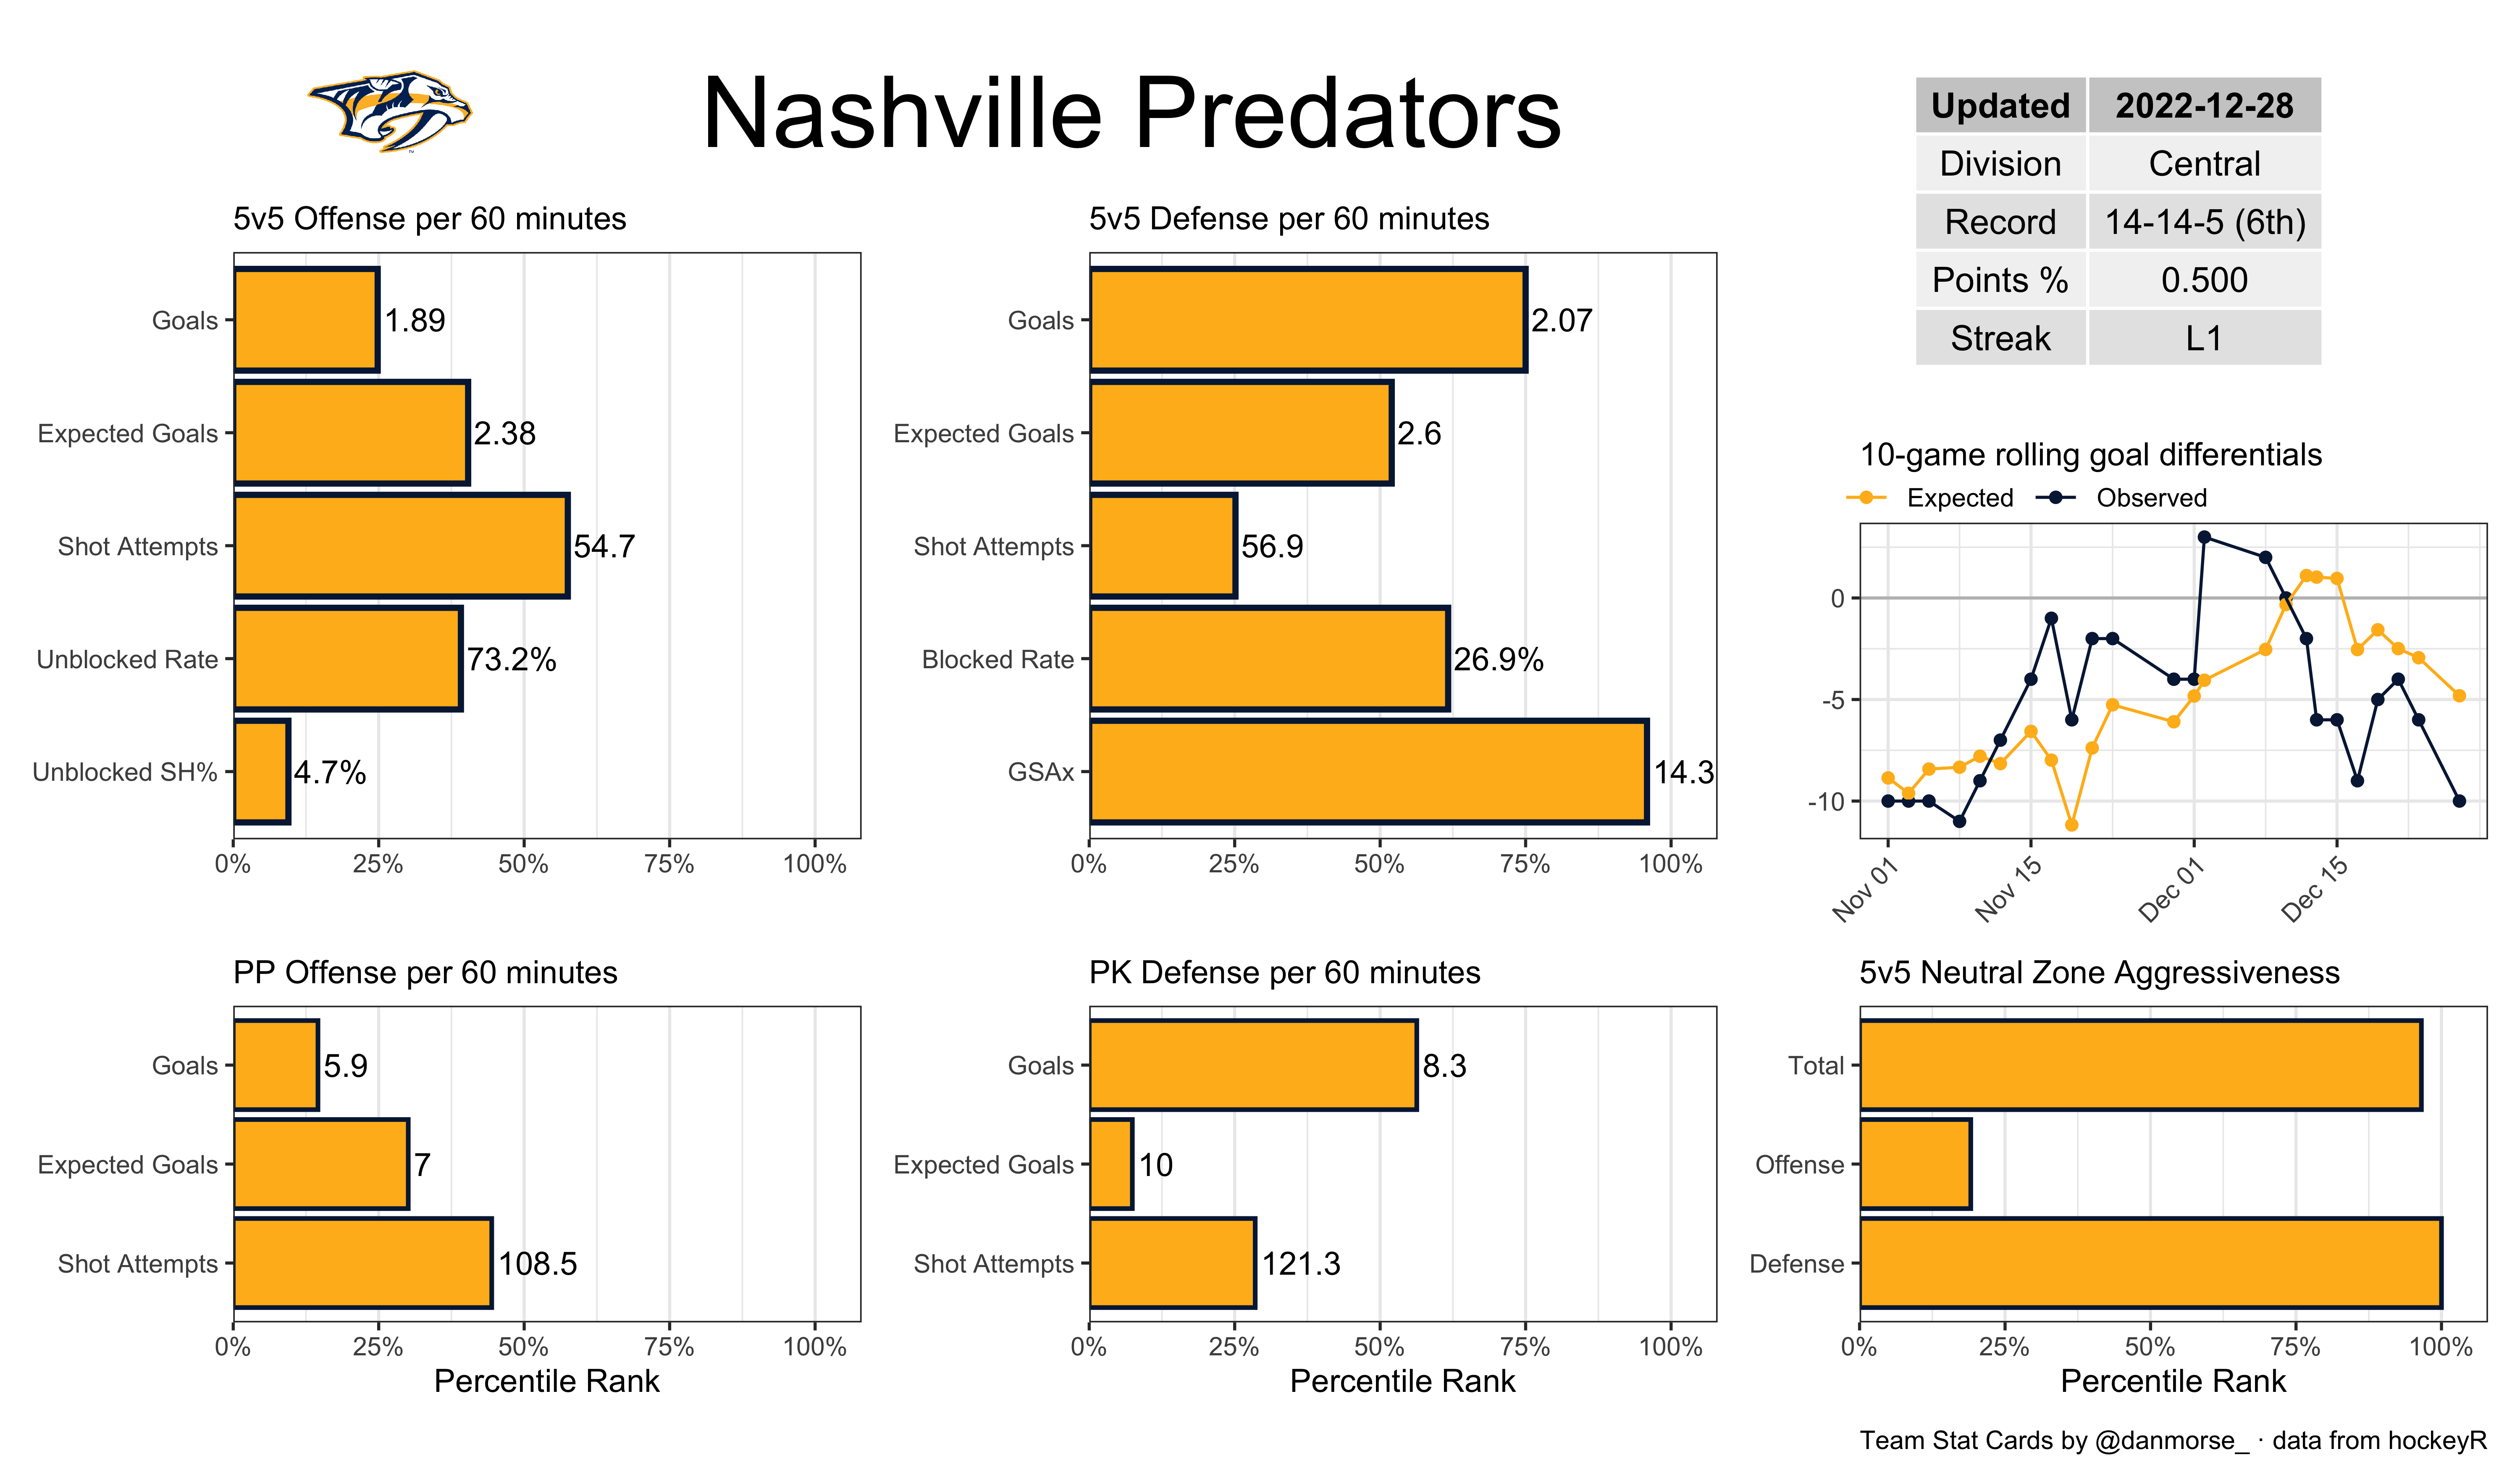 Nashville Predators
Updated 2022-12-28
Division Central
Record 14-14-5 (6th)
Points % 0.500
Streak L1
5v5 Offense per 60 minutes
Goals 1.89
Expected Goals 2.38
Shot Attempts 54.7
Unblocked Rate 73.2%
Unblocked SH% 4.7%
0% 25% 50% 75% 100%
5v5 Defense per 60 minutes
Goals 2.07
Expected Goals 2.6
Shot Attempts 56.9
Blocked Rate 26.9%
GSAx 14.3
0% 25% 50% 75% 100%
10-game rolling goal differentials
Expected Observed
0
-5
-10
Nov 01 Nov 15 Dec 01 Dec 15
PP Offense per 60 minutes
Goals 5.9
Expected Goals 7
Shot Attempts 108.5
0% 25% 50% 75% 100%
Percentile Rank
PK Defense per 60 minutes
Goals 8.3
Expected Goals 10
Shot Attempts 121.3
0% 25% 50% 75% 100%
Percentile Rank
5v5 Neutral Zone Aggressiveness
Total
Offense
Defense
0% 25% 50% 75% 100%
Percentile Rank
Team Stat Cards by @danmorse_ · data from hockeyR